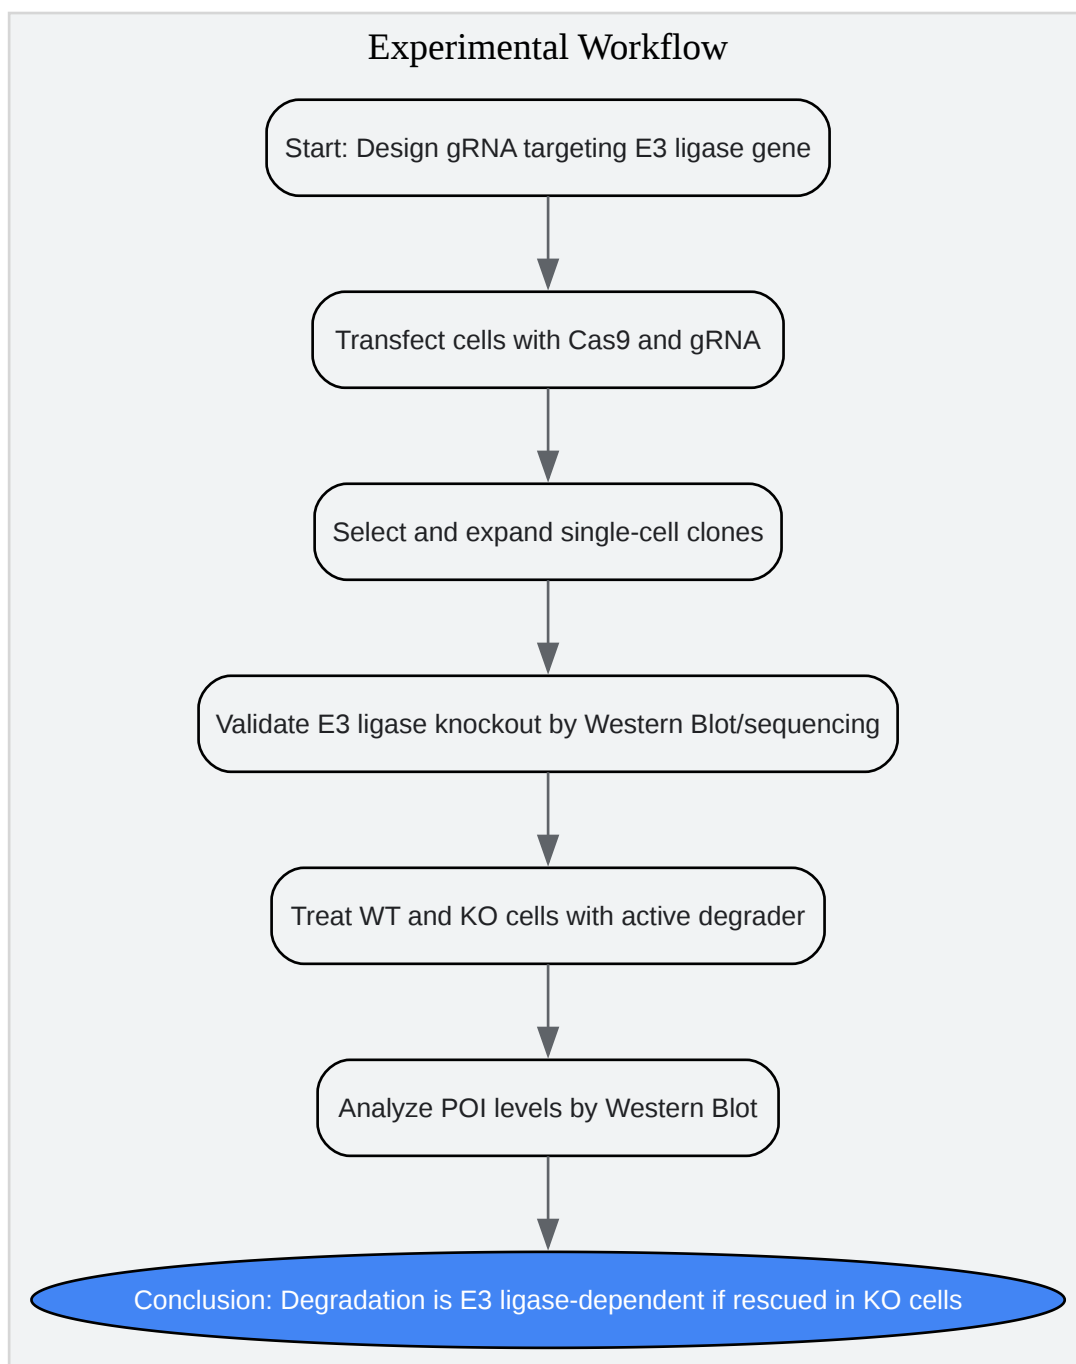 Experimental Workflow
Start: Design gRNA targeting E3 ligase gene
Transfect cells with Cas9 and gRNA
Select and expand single-cell clones
Validate E3 ligase knockout by Western Blot/sequencing
Treat WT and KO cells with active degrader
Analyze POI levels by Western Blot
Conclusion: Degradation is E3 ligase-dependent if rescued in KO cells